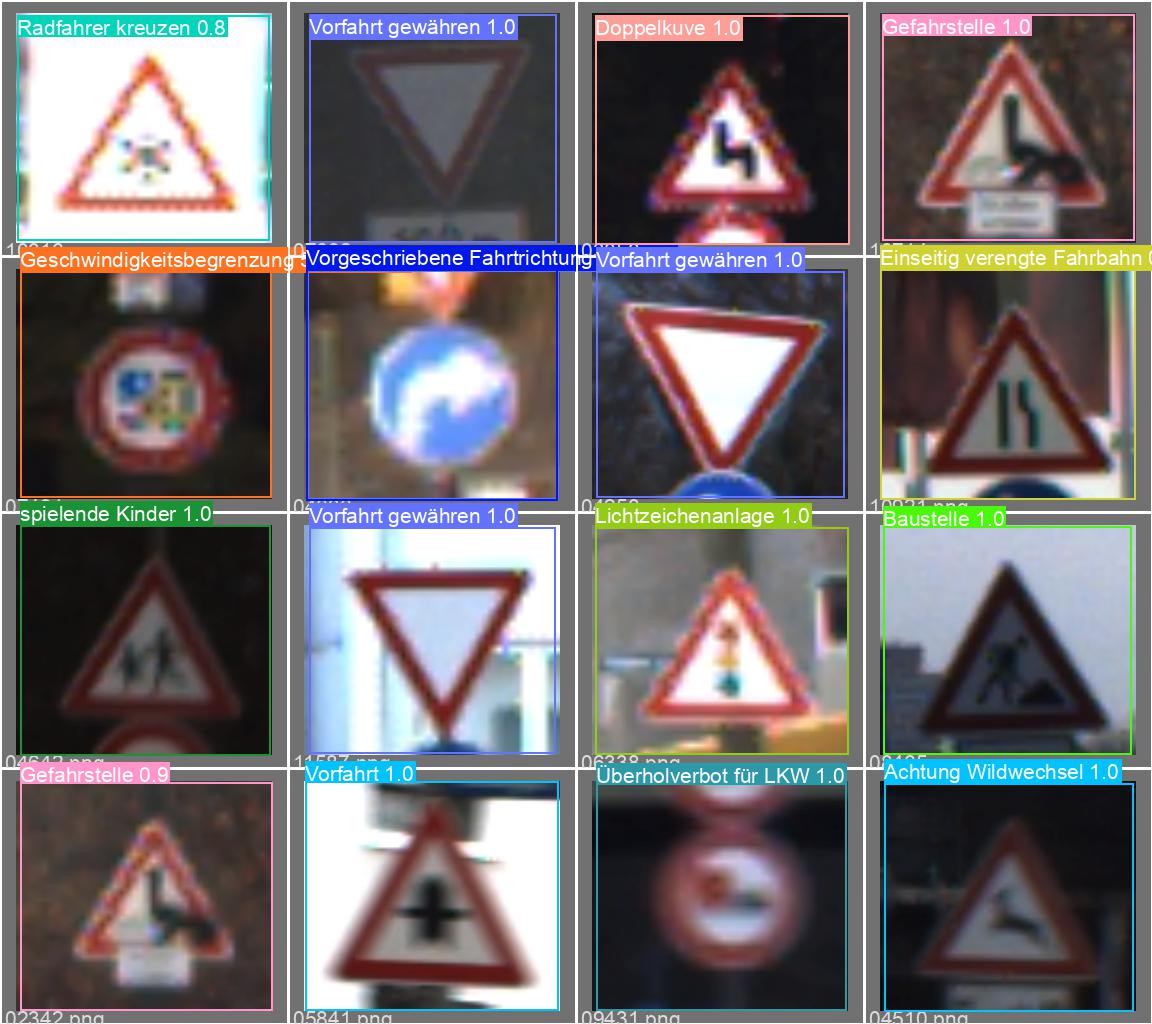 Radfahrer kreuzen 0.8
Vorfahrt gewähren 1.0
Doppelkuve 1.0
Gefahrstelle 1.0
Geschwindigkeitsbegrenzung
Vorgeschriebene Fahrtrichtung
Vorfahrt gewähren 1.0
Einseitig verengte Fahrbahn
spielende Kinder 1.0
Vorfahrt gewähren 1.0
Lichtzeichenanlage 1.0
Baustelle 1.0
Gefahrstelle 0.9
Vorfahrt 1.0
Überholverbot für LKW 1.0
Achtung Wildwechsel 1.0
02342.png
05841.png
09431.png
04510.png